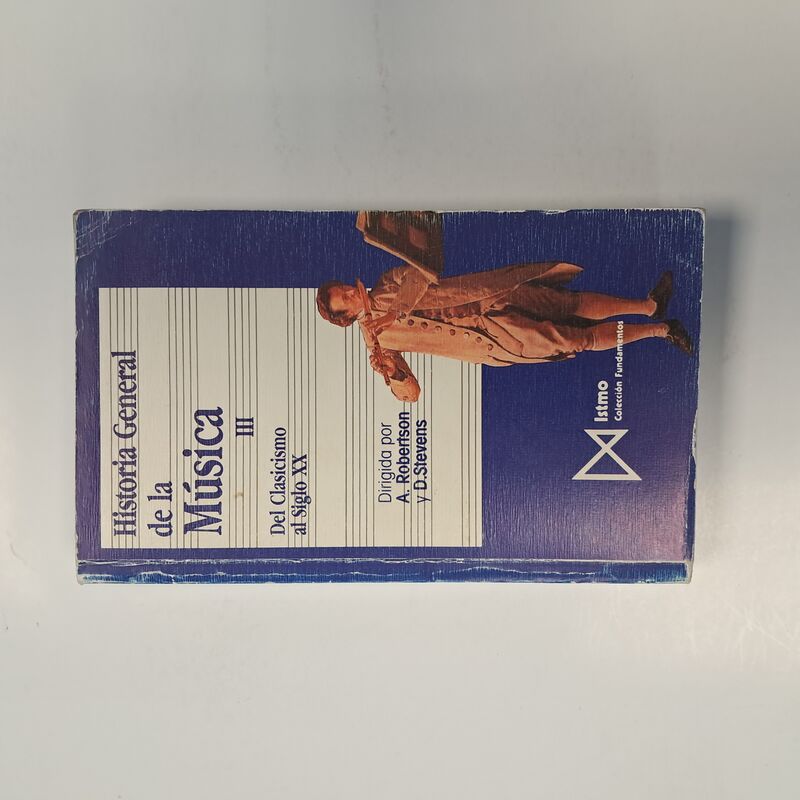 Historia General
de la
Música
III
Del Clasicismo
al Siglo XX
Dirigida por
A. Robertson
y D.Stevens
Istmo
Colección Fundamentos